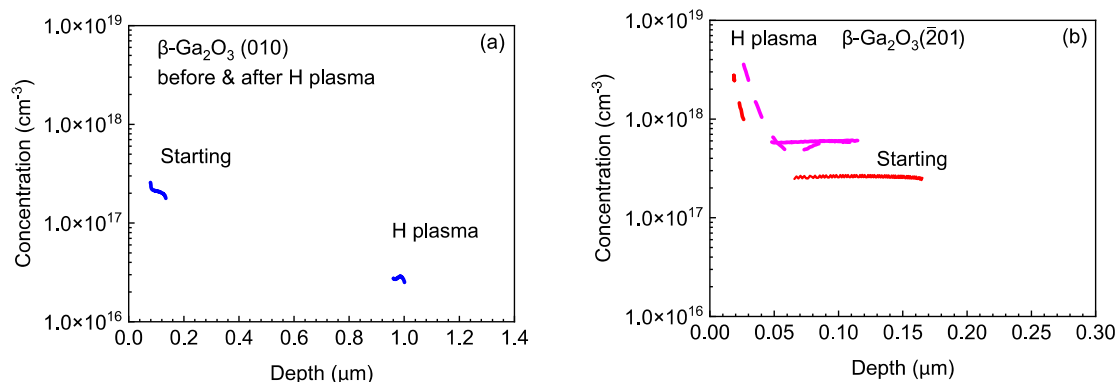 (a)
β-Ga₂O₃ (010)
before & after H plasma
Starting
H plasma
Concentration (cm⁻³)
1.0×10¹⁹
1.0×10¹⁸
1.0×10¹⁷
1.0×10¹⁶
0.0 0.2 0.4 0.6 0.8 1.0 1.2 1.4
Depth (μm)
(b)
H plasma β-Ga₂O₃(2̅01)
Starting
Concentration (cm⁻³)
1.0×10¹⁹
1.0×10¹⁸
1.0×10¹⁷
1.0×10¹⁶
0.00 0.05 0.10 0.15 0.20 0.25 0.30
Depth (μm)